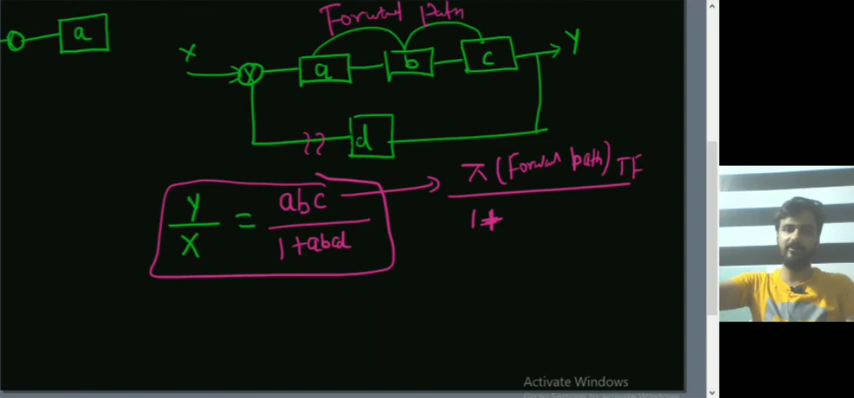 Forward Path
a
X
a
b
c
Y
d
π (Forward path) TF
1+
y/X = abc/1+abcd
Activate Windows